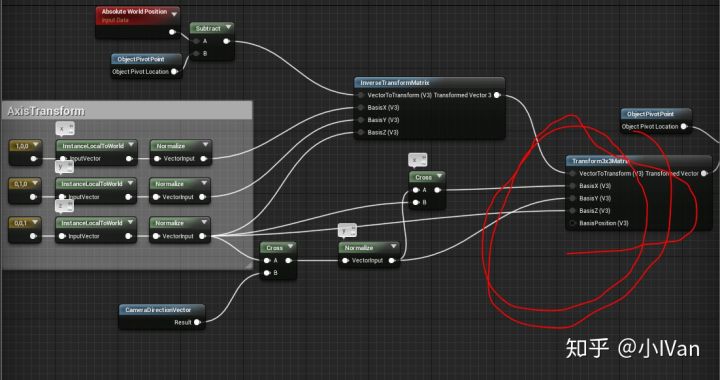 Absolute World Position
Input Data
Subtract
A
B
ObjectPivotPoint
Object Pivot Location
AxisTransform
x
1,0,0
InstanceLocalToWorld
InputVector
Normalize
VectorInput
y
0,1,0
InstanceLocalToWorld
InputVector
Normalize
VectorInput
z
0,0,1
InstanceLocalToWorld
InputVector
Normalize
VectorInput
InverseTransformMatrix
VectorToTransform (V3) Transformed Vector 3
BasisX (V3)
BasisY (V3)
BasisZ (V3)
x
Cross
A
B
y
Cross
A
B
Normalize
VectorInput
CameraDirectionVector
Result
ObjectPivotPoint
Object Pivot Location
Transform3x3Matrix
VectorToTransform (V3) Transformed Vector
BasisX (V3)
BasisY (V3)
BasisZ (V3)
BasisPosition (V3)
知乎 @小IVan